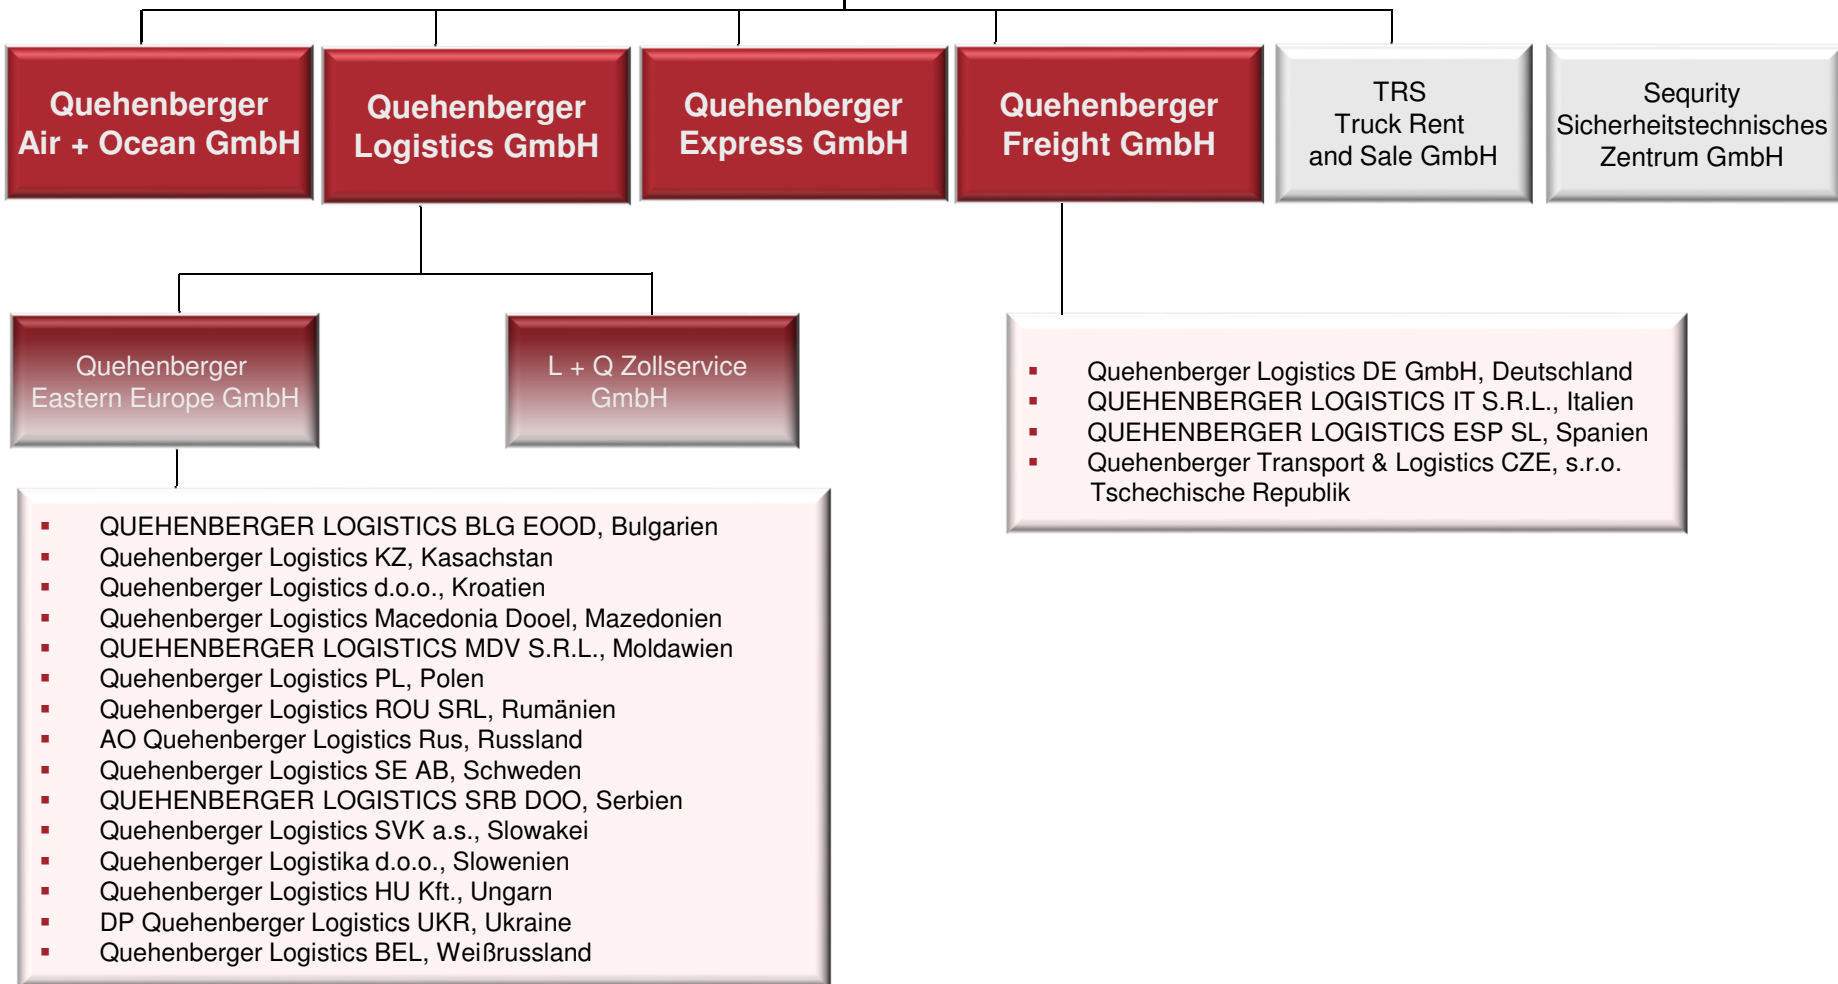 Quehenberger
Air + Ocean GmbH
Quehenberger
Logistics GmbH
Quehenberger
Express GmbH
Quehenberger
Freight GmbH
TRS
Truck Rent
and Sale GmbH
Sequrity
Sicherheitstechnisches
Zentrum GmbH
Quehenberger
Eastern Europe GmbH
L + Q Zollservice
GmbH
▪ Quehenberger Logistics DE GmbH, Deutschland
▪ QUEHENBERGER LOGISTICS IT S.R.L., Italien
▪ QUEHENBERGER LOGISTICS ESP SL, Spanien
▪ Quehenberger Transport & Logistics CZE, s.r.o.
Tschechische Republik
▪ QUEHENBERGER LOGISTICS BLG EOOD, Bulgarien
▪ Quehenberger Logistics KZ, Kasachstan
▪ Quehenberger Logistics d.o.o., Kroatien
▪ Quehenberger Logistics Macedonia Dooel, Mazedonien
▪ QUEHENBERGER LOGISTICS MDV S.R.L., Moldawien
▪ Quehenberger Logistics PL, Polen
▪ Quehenberger Logistics ROU SRL, Rumänien
▪ AO Quehenberger Logistics Rus, Russland
▪ Quehenberger Logistics SE AB, Schweden
▪ QUEHENBERGER LOGISTICS SRB DOO, Serbien
▪ Quehenberger Logistics SVK a.s., Slowakei
▪ Quehenberger Logistika d.o.o., Slowenien
▪ Quehenberger Logistics HU Kft., Ungarn
▪ DP Quehenberger Logistics UKR, Ukraine
▪ Quehenberger Logistics BEL, Weißrussland